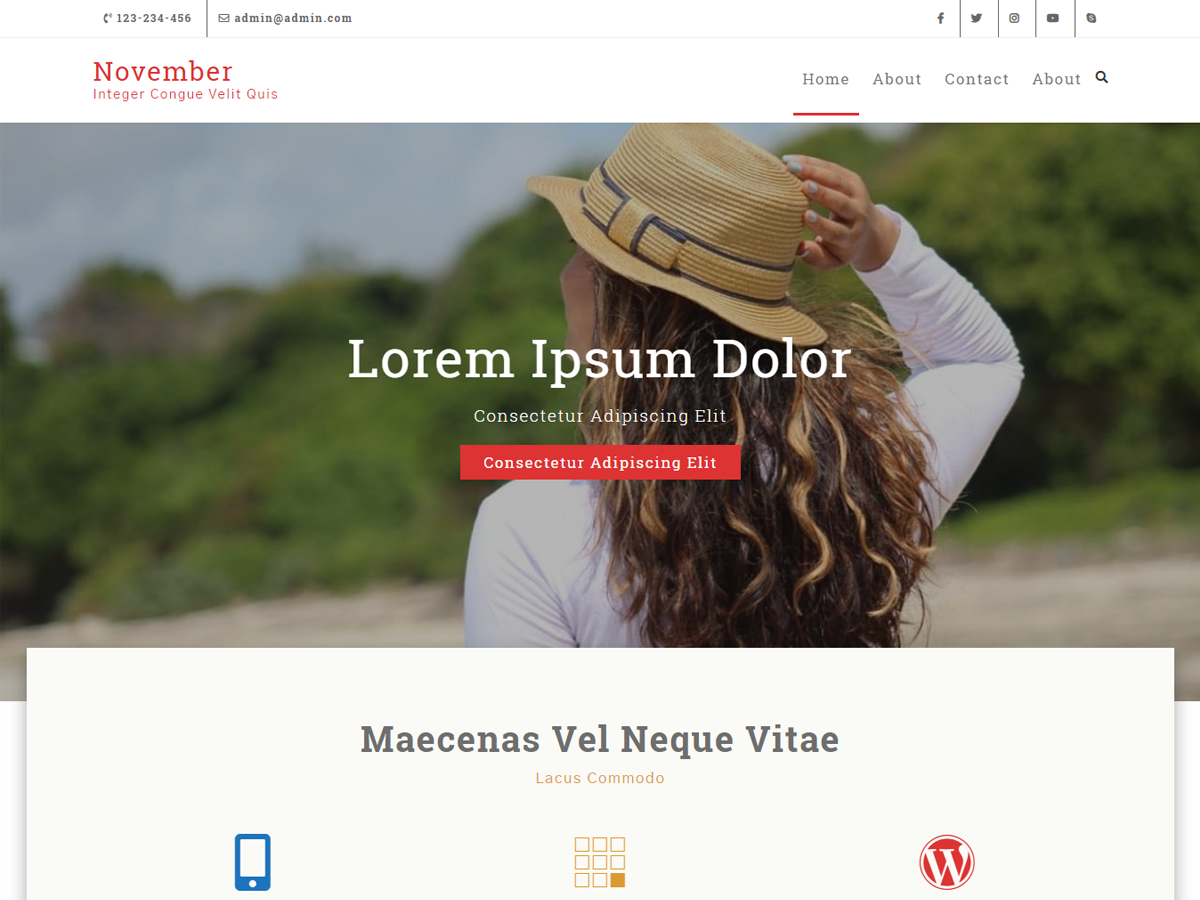 123-234-456
admin@admin.com
November
Integer Congue Velit Quis
Home
About
Contact
About
Lorem Ipsum Dolor
Consectetur Adipiscing Elit
Consectetur Adipiscing Elit
Maecenas Vel Neque Vitae
Lacus Commodo